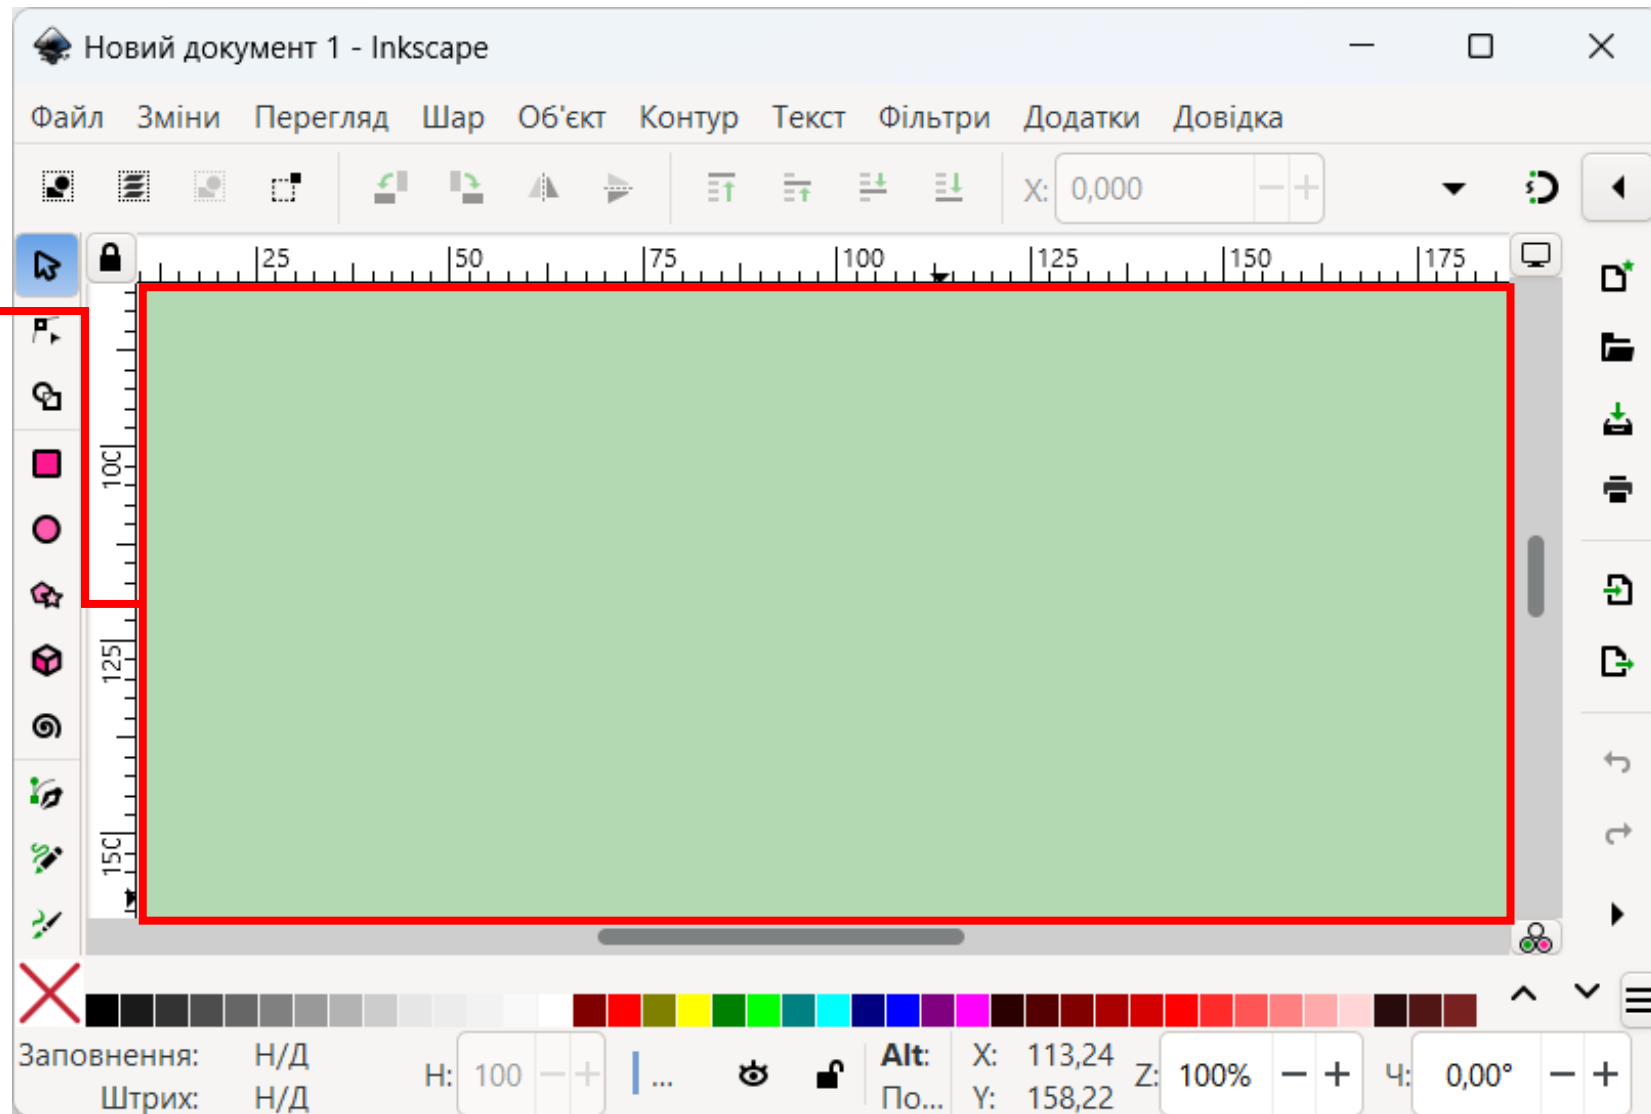 Новий документ 1 - Inkscape
Файл Зміни Перегляд Шар Об'єкт Контур Текст Фільтри Додатки Довідка
X: 0,000
25 50 75 100 125 150 175
100
125
150
Заповнення: Н/Д
Штрих: Н/Д
Н: 100
...
Alt: X: 113,24
По... Y: 158,22
Z: 100%
Ч: 0,00°